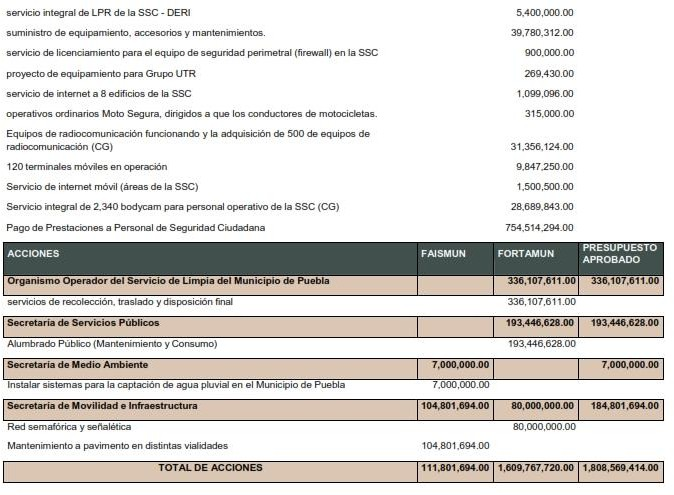 servicio integral de LPR de la SSC - DERI 5,400,000.00
suministro de equipamiento, accesorios y mantenimientos. 39,780,312.00
servicio de licenciamiento para el equipo de seguridad perimetral (firewall) en la SSC 900,000.00
proyecto de equipamiento para Grupo UTR 269,430.00
servicio de internet a 8 edificios de la SSC 1,099,096.00
operativos ordinarios Moto Segura, dirigidos a que los conductores de motocicletas. 315,000.00
Equipos de radiocomunicación funcionando y la adquisición de 500 de equipos de
radiocomunicación (CG) 31,356,124.00
120 terminales móviles en operación 9,847,250.00
Servicio de internet móvil (áreas de la SSC) 1,500,500.00
Servicio integral de 2,340 bodycam para personal operativo de la SSC (CG) 28,689,843.00
Pago de Prestaciones a Personal de Seguridad Ciudadana 754,514,294.00
ACCIONES FAISMUN FORTAMUN PRESUPUESTO
APROBADO
Organismo Operador del Servicio de Limpia del Municipio de Puebla 336,107,611.00 336,107,611.00
servicios de recolección, traslado y disposición final 336,107,611.00
Secretaría de Servicios Públicos 193,446,628.00 193,446,628.00
Alumbrado Público (Mantenimiento y Consumo) 193,446,628.00
Secretaría de Medio Ambiente 7,000,000.00 7,000,000.00
Instalar sistemas para la captación de agua pluvial en el Municipio de Puebla 7,000,000.00
Secretaría de Movilidad e Infraestructura 104,801,694.00 80,000,000.00 184,801,694.00
Red semafórica y señalética 80,000,000.00
Mantenimiento a pavimento en distintas vialidades 104,801,694.00
TOTAL DE ACCIONES 111,801,694.00 1,609,767,720.00 1,808,569,414.00